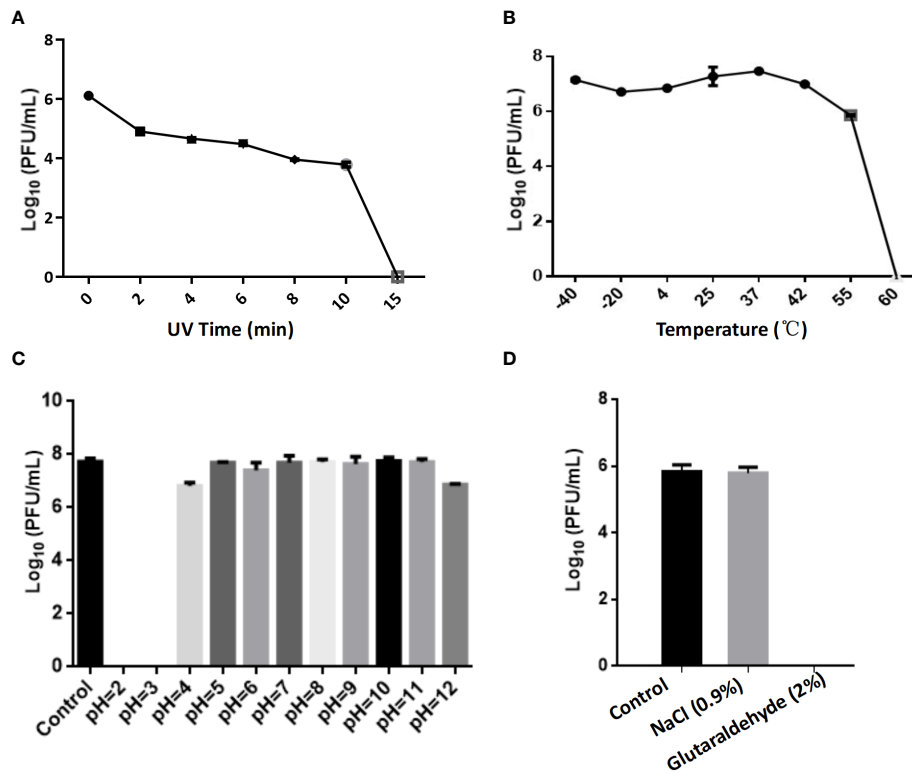 A
8
6
4
2
0
Log10 (PFU/mL)
0 2 4 6 8 10 15
UV Time (min)
B
8
6
4
2
0
Log10 (PFU/mL)
-40 -20 4 25 37 42 55 60
Temperature (℃)
C
10
8
6
4
2
0
Log10 (PFU/mL)
Control pH=2 pH=3 pH=4 pH=5 pH=6 pH=7 pH=8 pH=9 pH=10 pH=11 pH=12
D
8
6
4
2
0
Log10 (PFU/mL)
Control
NaCl (0.9%)
Glutaraldehyde (2%)